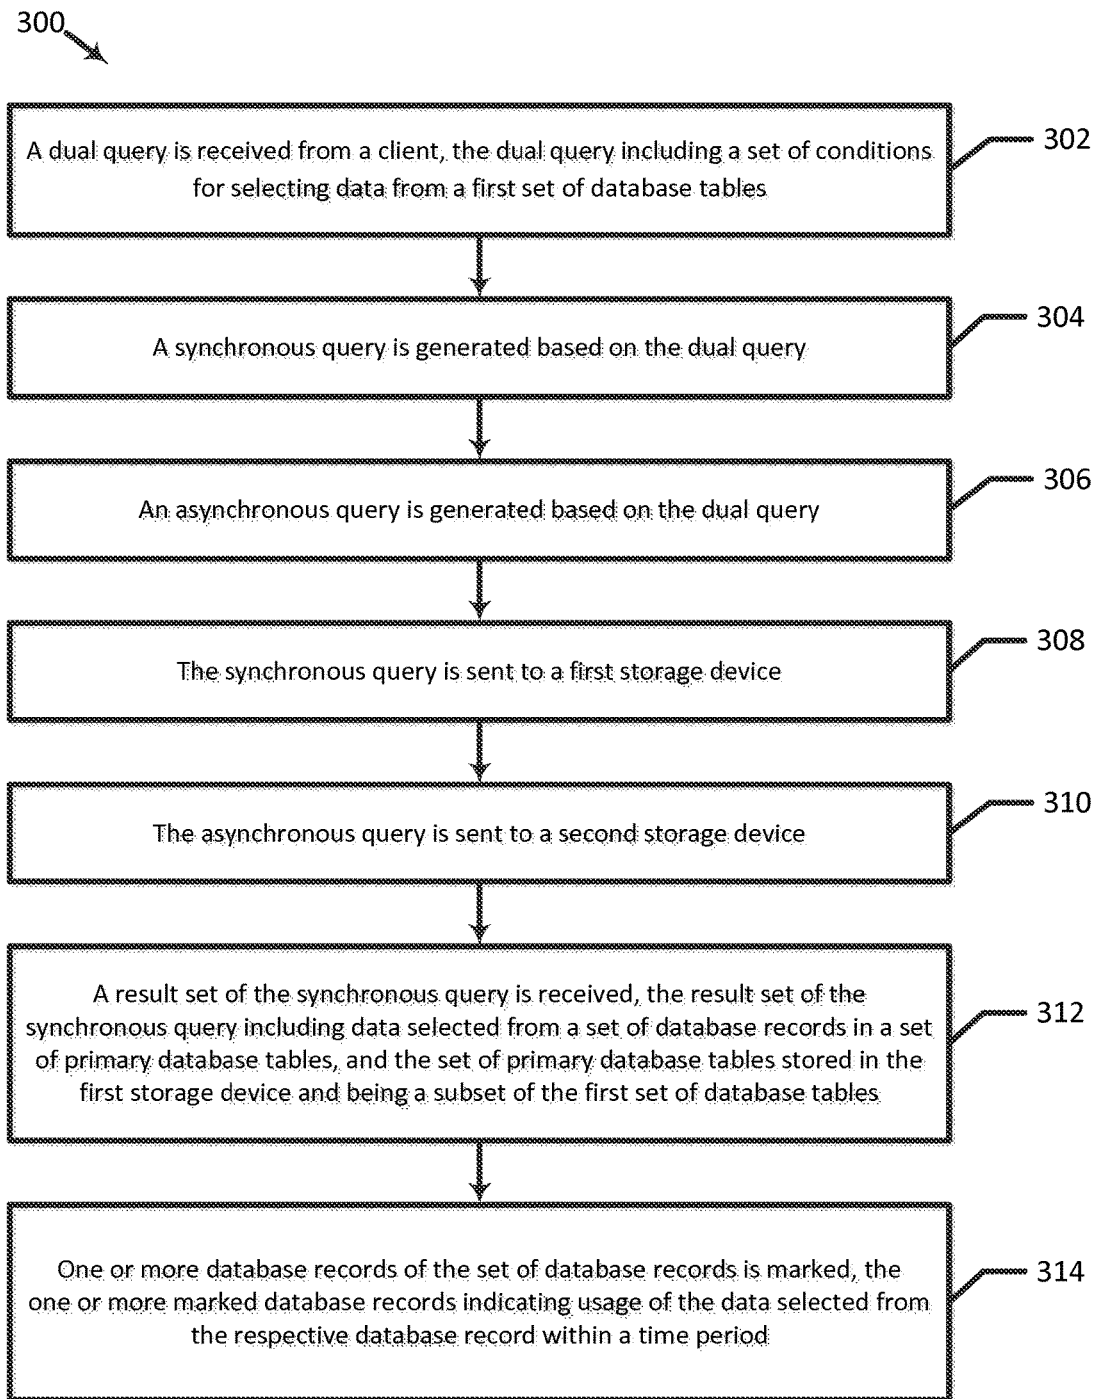 300
A dual query is received from a client, the dual query including a set of conditions
for selecting data from a first set of database tables
302
A synchronous query is generated based on the dual query
304
An asynchronous query is generated based on the dual query
306
The synchronous query is sent to a first storage device
308
The asynchronous query is sent to a second storage device
310
A result set of the synchronous query is received, the result set of the
synchronous query including data selected from a set of database records in a set
of primary database tables, and the set of primary database tables stored in the
first storage device and being a subset of the first set of database tables
312
One or more database records of the set of database records is marked, the
one or more marked database records indicating usage of the data selected from
the respective database record within a time period
314